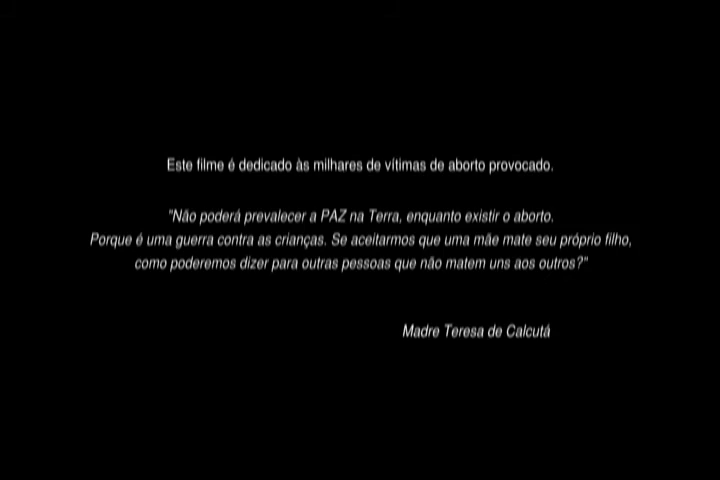 Este filme é dedicado às milhares de vítimas de aborto provocado.
"Não poderá prevalecer a PAZ na Terra, enquanto existir o aborto.
Porque é uma guerra contra as crianças. Se aceitarmos que uma mãe mate seu próprio filho,
como poderemos dizer para outras pessoas que não matem uns aos outros?"
Madre Teresa de Calcutá